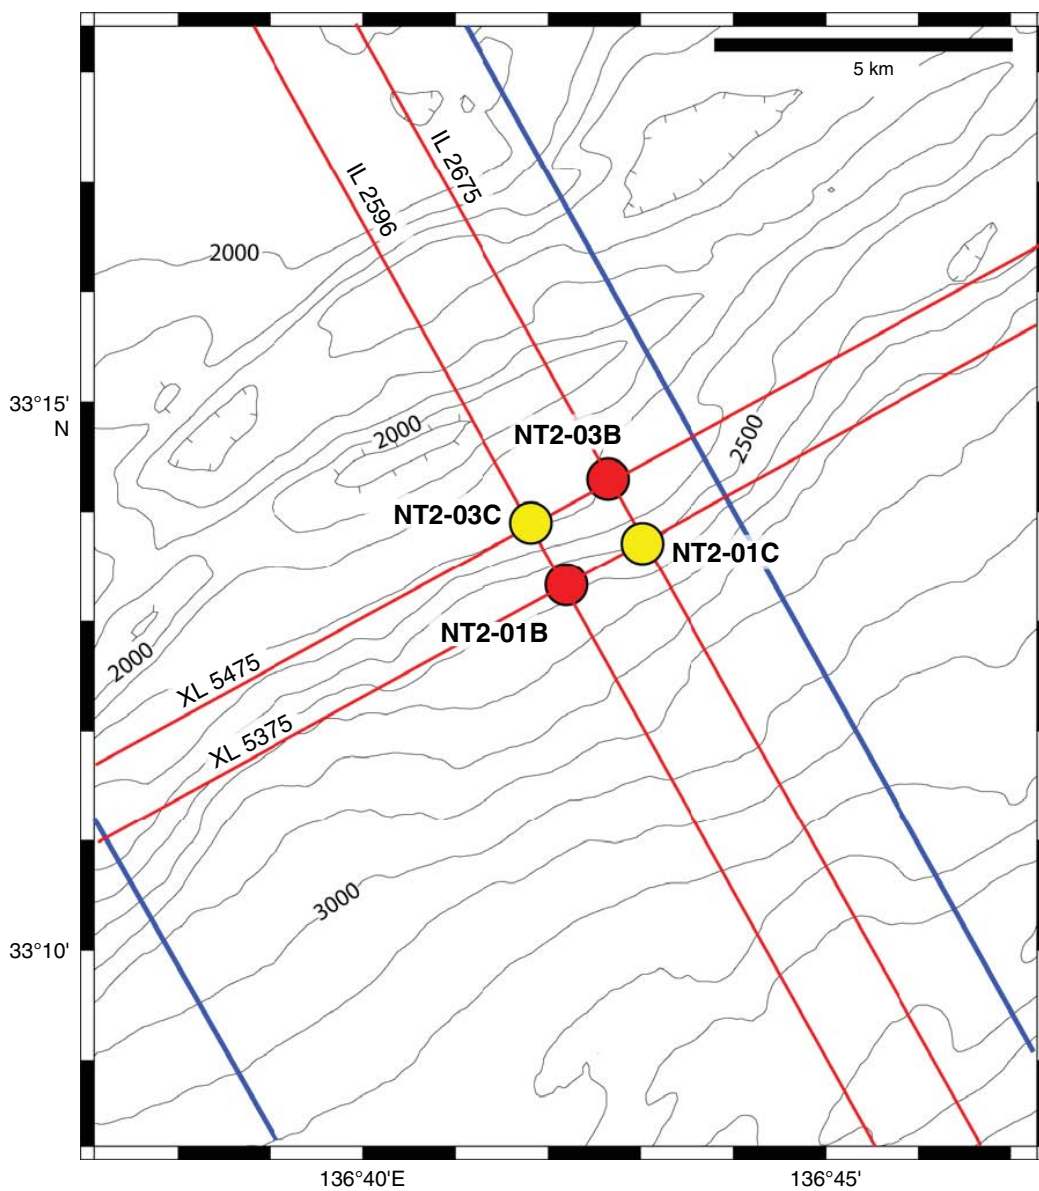 5 km
IL 2675
IL 2596
2000
33°15'
N
2000
NT2-03B
2500
NT2-03C
NT2-01C
NT2-01B
2000
XL 5475
XL 5375
3000
33°10'
136°40'E
136°45'